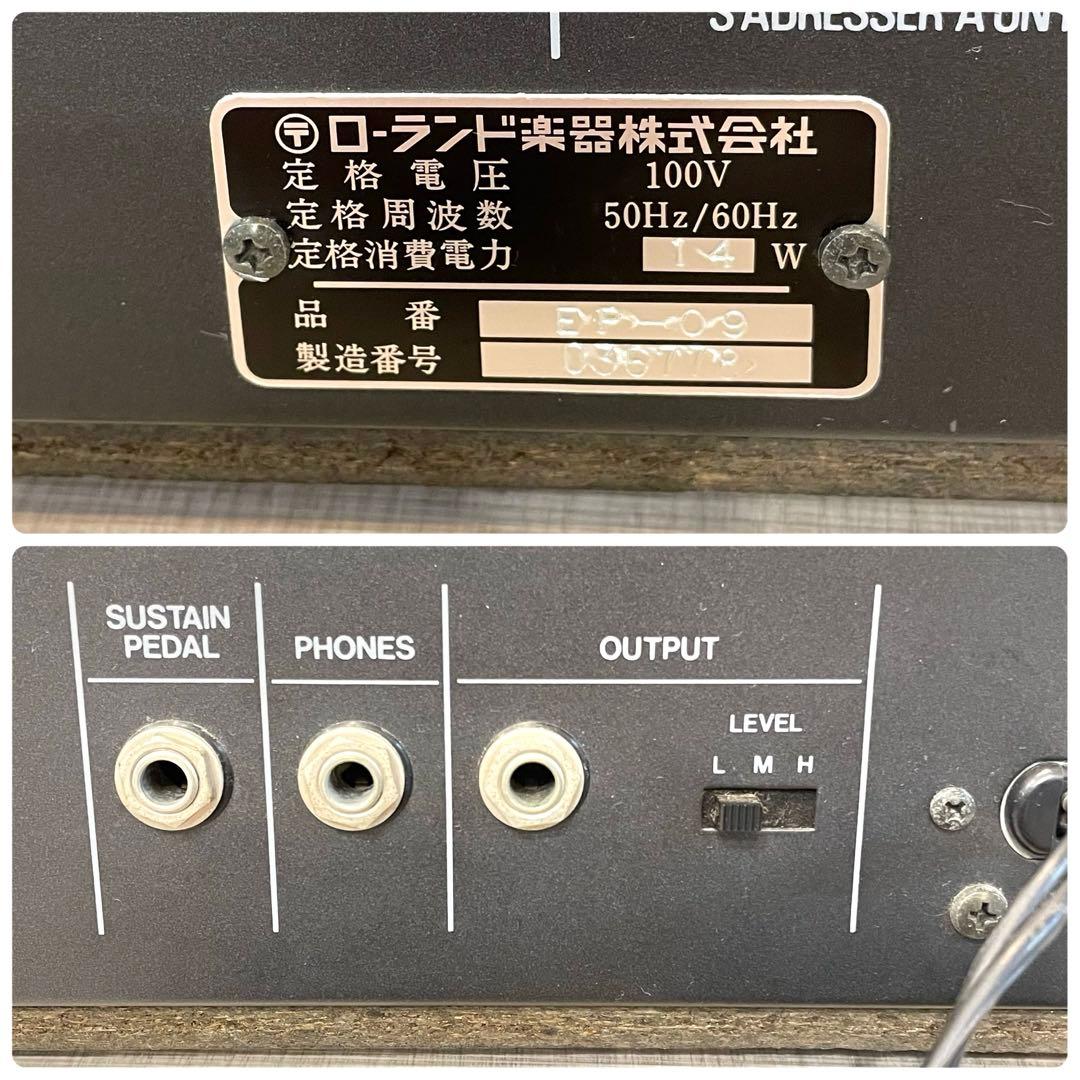 S'ADRESSER A UN
〶 ローランド楽器株式会社
定格電圧 100V
定格周波数 50Hz/60Hz
定格消費電力 14 W
品番 EP-09
製造番号
SUSTAIN
PEDAL
PHONES
OUTPUT
LEVEL
L M H